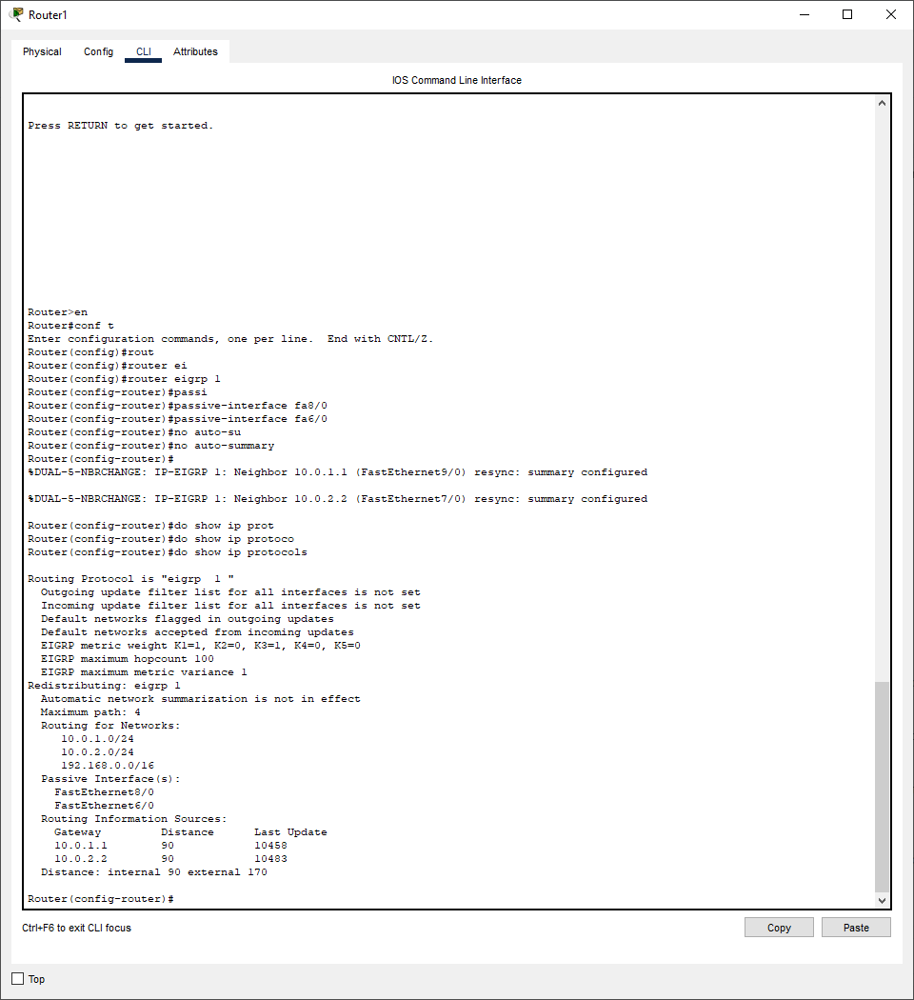 Router1
Physical Config CLI Attributes
IOS Command Line Interface
Press RETURN to get started.
Router>en
Router#conf t
Enter configuration commands, one per line.  End with CNTL/Z.
Router(config)#rout
Router(config)#router ei
Router(config)#router eigrp 1
Router(config-router)#passi
Router(config-router)#passive-interface fa8/0
Router(config-router)#passive-interface fa6/0
Router(config-router)#no auto-su
Router(config-router)#no auto-summary
Router(config-router)#
%DUAL-5-NBRCHANGE: IP-EIGRP 1: Neighbor 10.0.1.1 (FastEthernet9/0) resync: summary configured
%DUAL-5-NBRCHANGE: IP-EIGRP 1: Neighbor 10.0.2.2 (FastEthernet7/0) resync: summary configured
Router(config-router)#do show ip prot
Router(config-router)#do show ip protoco
Router(config-router)#do show ip protocols
Routing Protocol is "eigrp  1 "
  Outgoing update filter list for all interfaces is not set
  Incoming update filter list for all interfaces is not set
  Default networks flagged in outgoing updates
  Default networks accepted from incoming updates
  EIGRP metric weight K1=1, K2=0, K3=1, K4=0, K5=0
  EIGRP maximum hopcount 100
  EIGRP maximum metric variance 1
Redistributing: eigrp 1
  Automatic network summarization is not in effect
  Maximum path: 4
  Routing for Networks:
     10.0.1.0/24
     10.0.2.0/24
     192.168.0.0/16
  Passive Interface(s):
    FastEthernet8/0
    FastEthernet6/0
  Routing Information Sources:
    Gateway         Distance      Last Update
    10.0.1.1        90            10458
    10.0.2.2        90            10483
  Distance: internal 90 external 170
Router(config-router)#
Ctrl+F6 to exit CLI focus Copy Paste
Top